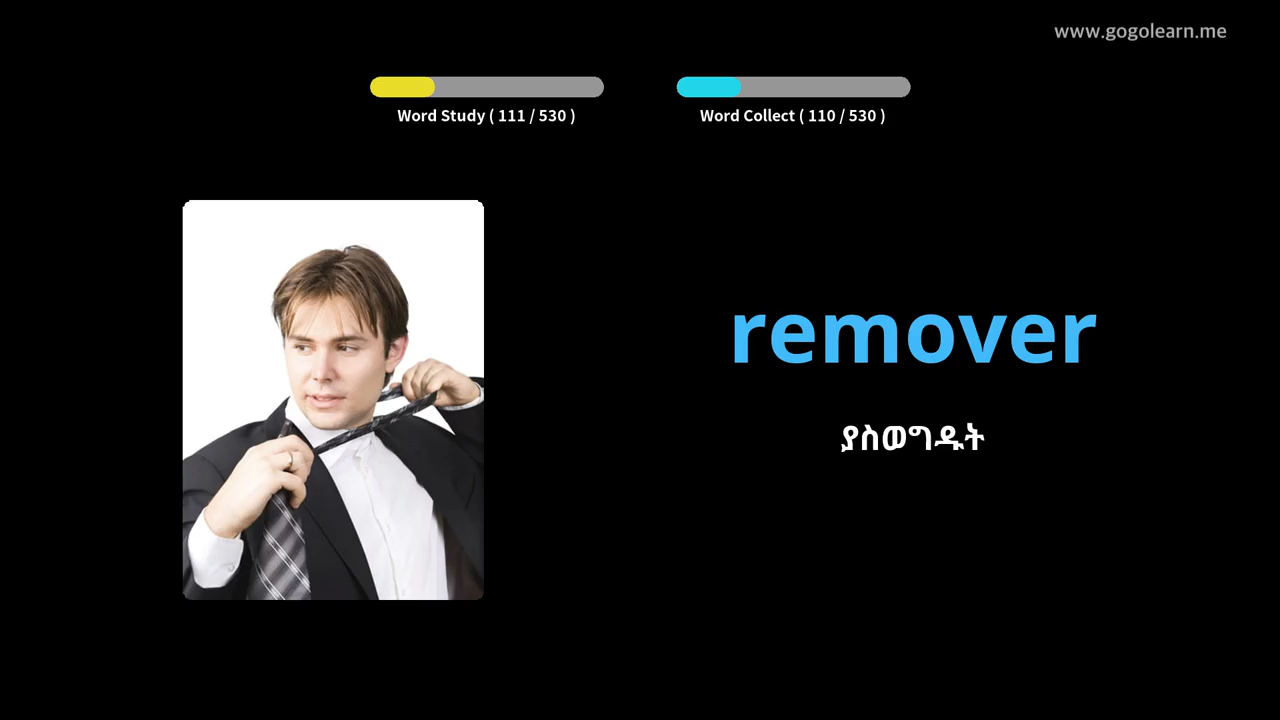 www.gogolearn.me
Word Study ( 111 / 530 )
Word Collect ( 110 / 530 )
remover
ያስወግዱት